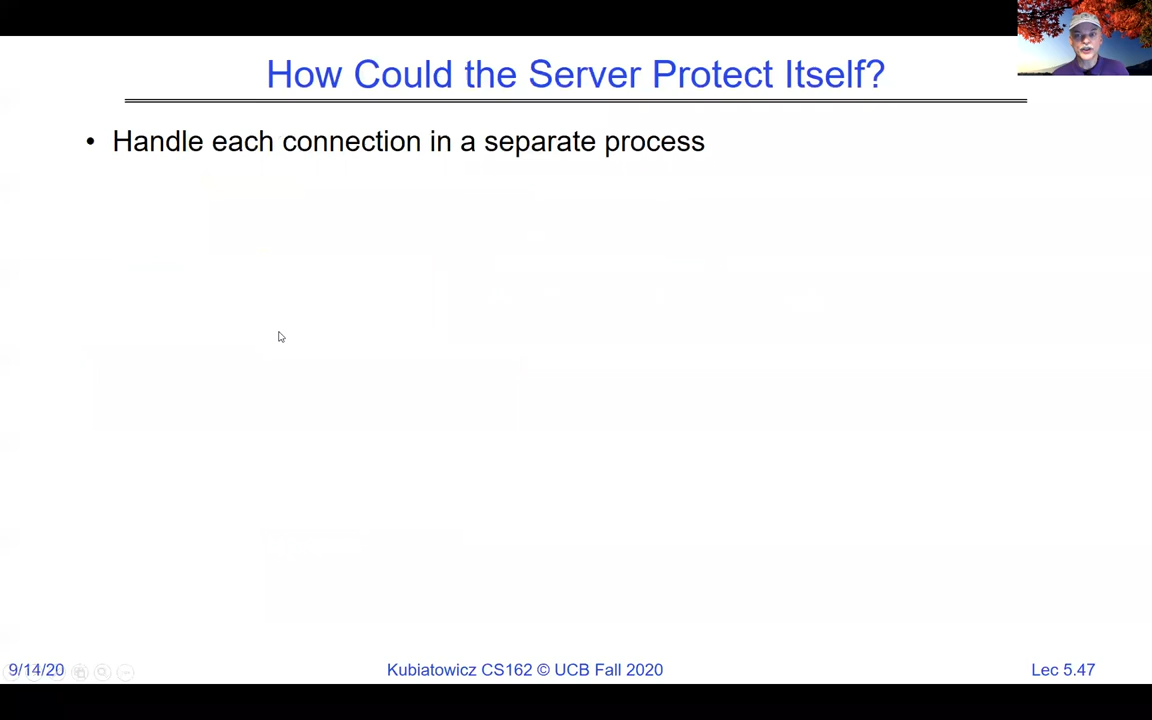 How Could the Server Protect Itself?
• Handle each connection in a separate process
9/14/20
Kubiatowicz CS162 © UCB Fall 2020
Lec 5.47